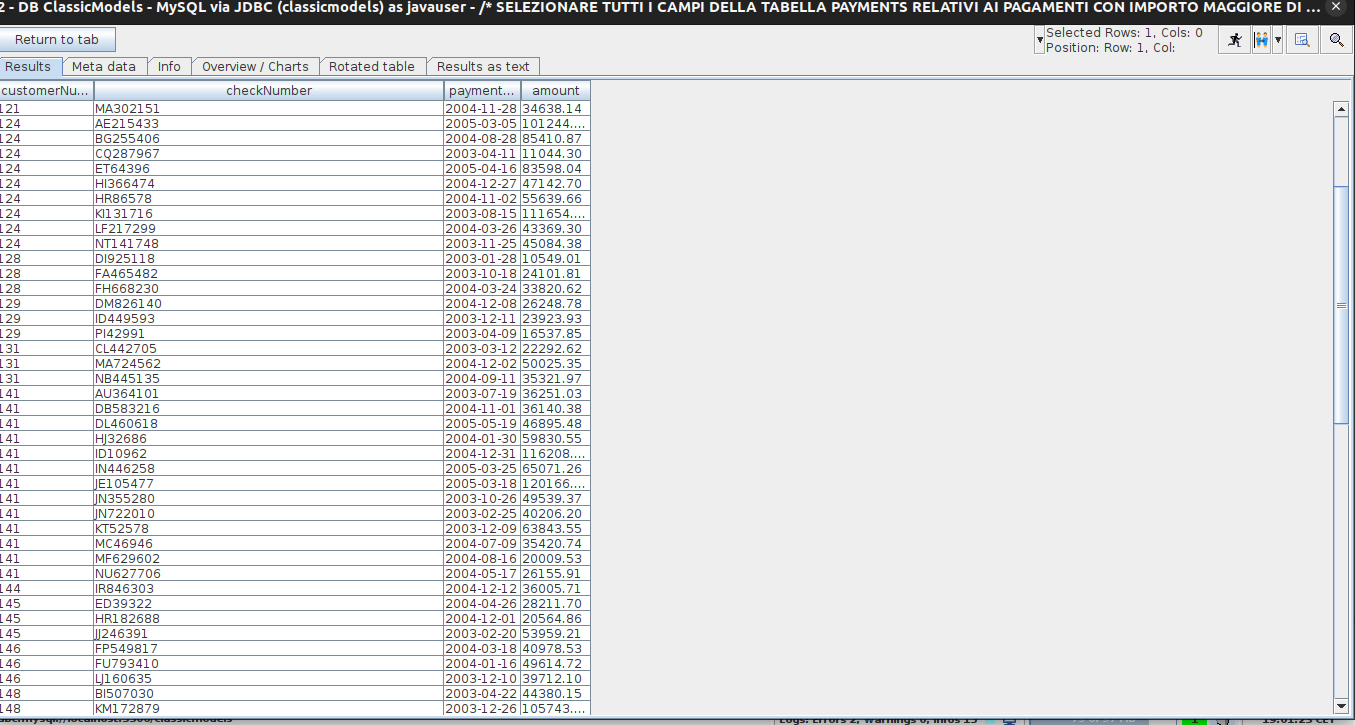 2 - DB ClassicModels - MySQL via JDBC (classicmodels) as javauser - /* SELEZIONARE TUTTI I CAMPI DELLA TABELLA PAYMENTS RELATIVI AI PAGAMENTI CON IMPORTO MAGGIORE DI ...
Return to tab
Selected Rows: 1, Cols: 0
Position: Row: 1, Col:
Results Meta data Info Overview / Charts Rotated table Results as text
customerNu... checkNumber payment... amount
121 MA302151 2004-11-28 34638.14
124 AE215433 2005-03-05 101244....
124 BG255406 2004-08-28 85410.87
124 CQ287967 2003-04-11 11044.30
124 ET64396 2005-04-16 83598.04
124 HI366474 2004-12-27 47142.70
124 HR86578 2004-11-02 55639.66
124 KI131716 2003-08-15 111654....
124 LF217299 2004-03-26 43369.30
124 NT141748 2003-11-25 45084.38
128 DI925118 2003-01-28 10549.01
128 FA465482 2003-10-18 24101.81
128 FH668230 2004-03-24 33820.62
129 DM826140 2004-12-08 26248.78
129 ID449593 2003-12-11 23923.93
129 PI42991 2003-04-09 16537.85
131 CL442705 2003-03-12 22292.62
131 MA724562 2004-12-02 50025.35
131 NB445135 2004-09-11 35321.97
141 AU364101 2003-07-19 36251.03
141 DB583216 2004-11-01 36140.38
141 DL460618 2005-05-19 46895.48
141 HJ32686 2004-01-30 59830.55
141 ID10962 2004-12-31 116208....
141 IN446258 2005-03-25 65071.26
141 JE105477 2005-03-18 120166....
141 JN355280 2003-10-26 49539.37
141 JN722010 2003-02-25 40206.20
141 KT52578 2003-12-09 63843.55
141 MC46946 2004-07-09 35420.74
141 MF629602 2004-08-16 20009.53
141 NU627706 2004-05-17 26155.91
144 IR846303 2004-12-12 36005.71
145 ED39322 2004-04-26 28211.70
145 HR182688 2004-12-01 20564.86
145 JJ246391 2003-02-20 53959.21
146 FP549817 2004-03-18 40978.53
146 FU793410 2004-01-16 49614.72
146 LJ160635 2003-12-10 39712.10
148 BI507030 2003-04-22 44380.15
148 KM172879 2003-12-26 105743....
Logs: Errors 2, Warnings 0, Infos 15